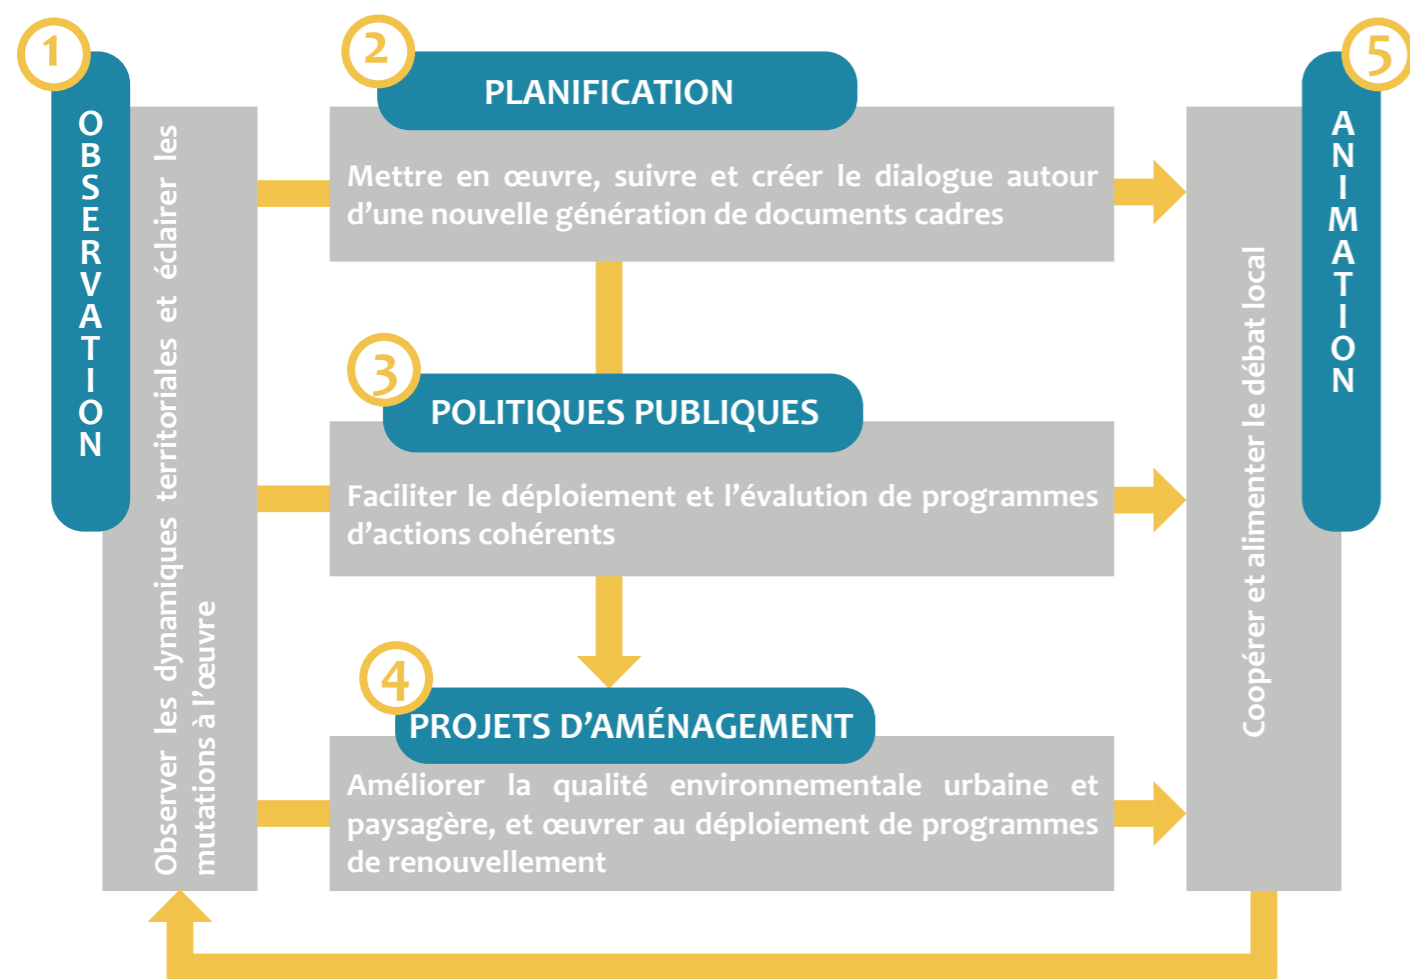 1
OBSERVATION
Observer les dynamiques territoriales et éclairer les
mutations à l’œuvre
2
PLANIFICATION
Mettre en œuvre, suivre et créer le dialogue autour
d’une nouvelle génération de documents cadres
3
POLITIQUES PUBLIQUES
Faciliter le déploiement et l’évalution de programmes
d’actions cohérents
4
PROJETS D’AMÉNAGEMENT
Améliorer la qualité environnementale urbaine et
paysagère, et œuvrer au déploiement de programmes
de renouvellement
5
ANIMATION
Coopérer et alimenter le débat local